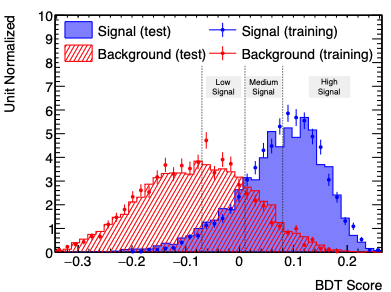 Unit Normalized
10
9
8
7
6
5
4
3
2
1
0
Signal (test)
Signal (training)
Background (test)
Background (training)
Low
Signal
Medium
Signal
High
Signal
−0.3 −0.2 −0.1 0 0.1 0.2
BDT Score